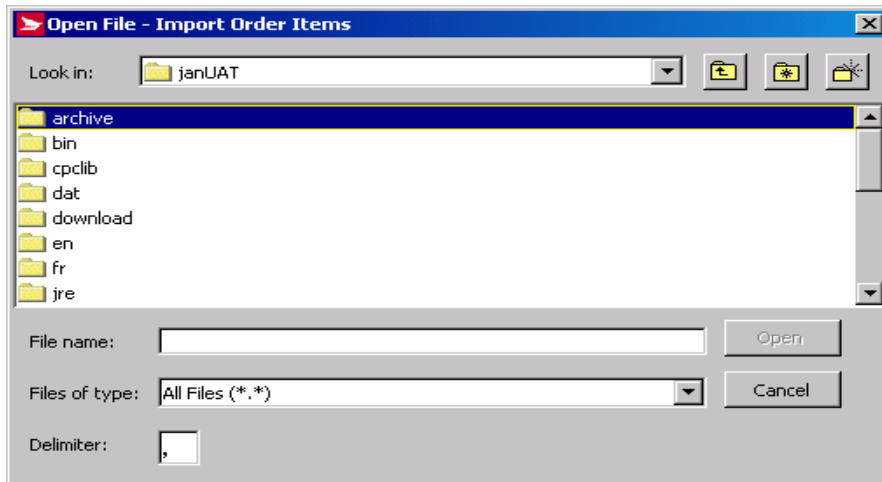 Open File - Import Order Items
Look in: janUAT
archive
bin
cpclib
dat
download
en
fr
jre
File name: Open
Files of type: All Files (*.*) Cancel
Delimiter: ,